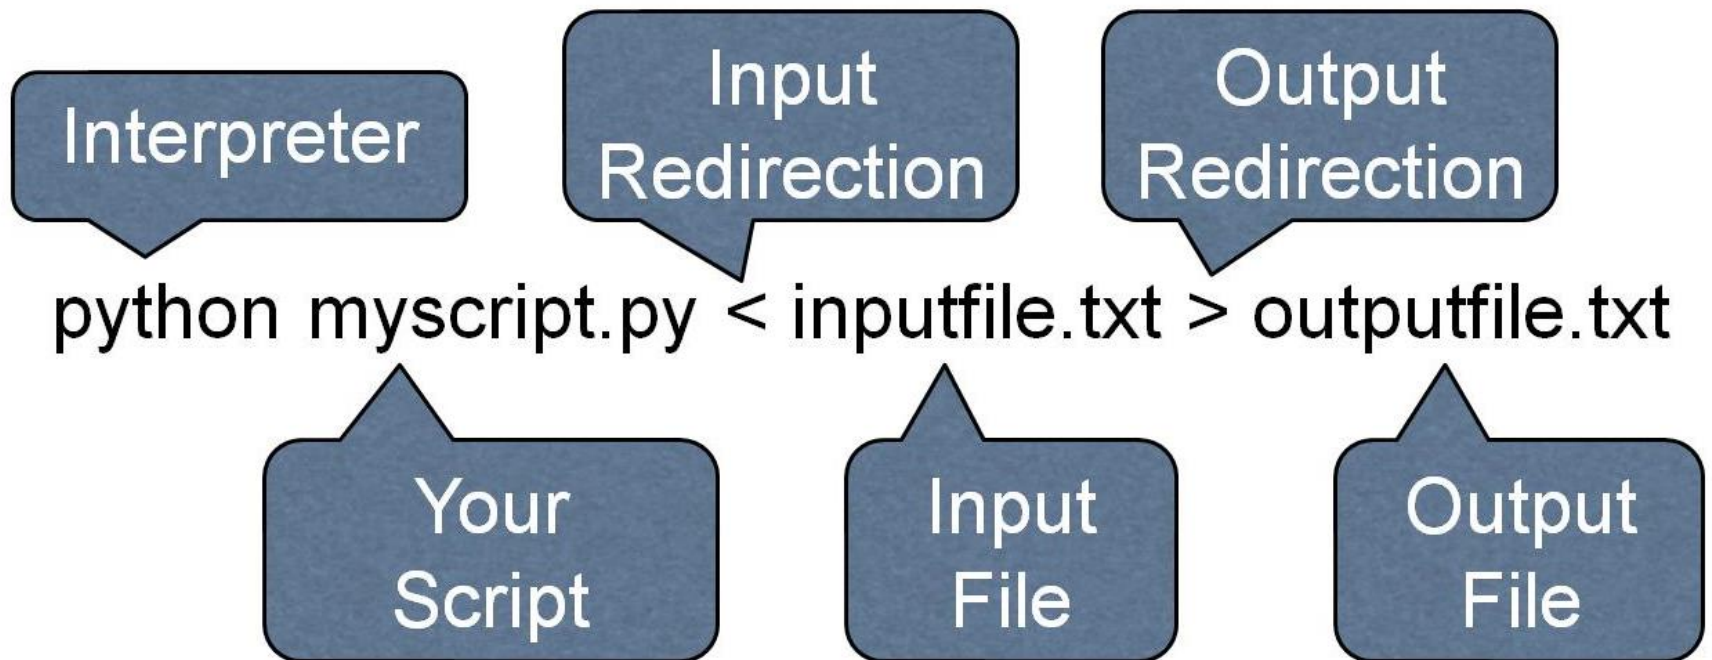 Interpreter
Input
Redirection
Output
Redirection
python myscript.py < inputfile.txt > outputfile.txt
Your
Script
Input
File
Output
File